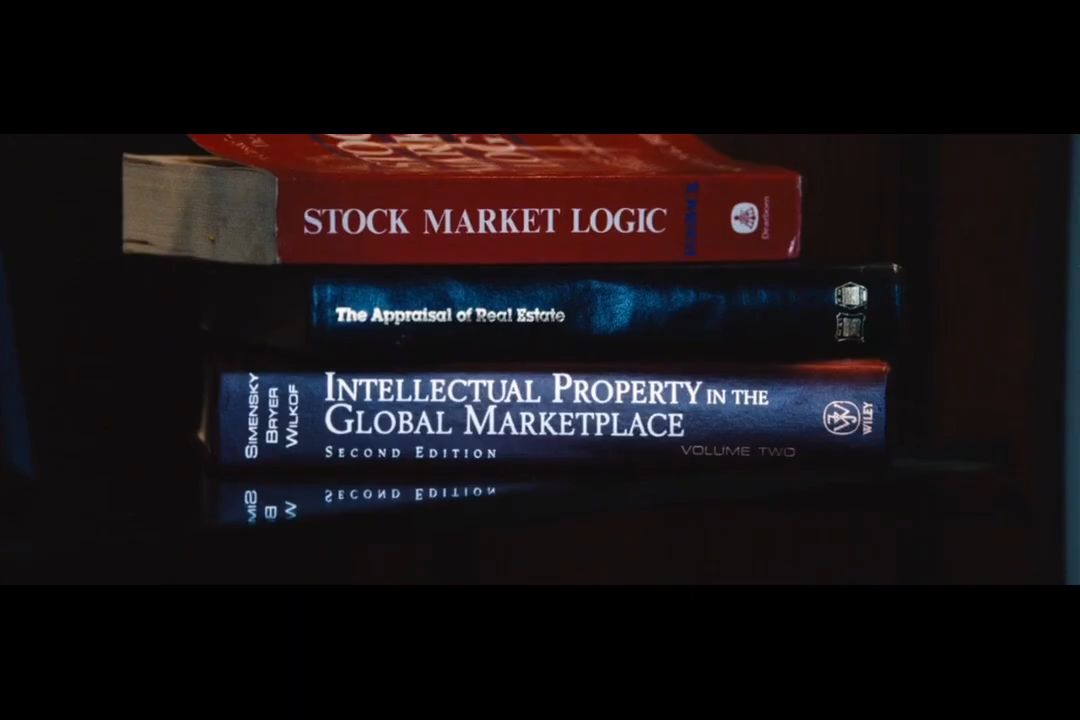 STOCK MARKET LOGIC
Dearborn
The Appraisal of Real Estate
SIMENSKY
BRYER
WILKOF
INTELLECTUAL PROPERTY IN THE
GLOBAL MARKETPLACE
SECOND EDITION
VOLUME TWO
WILEY